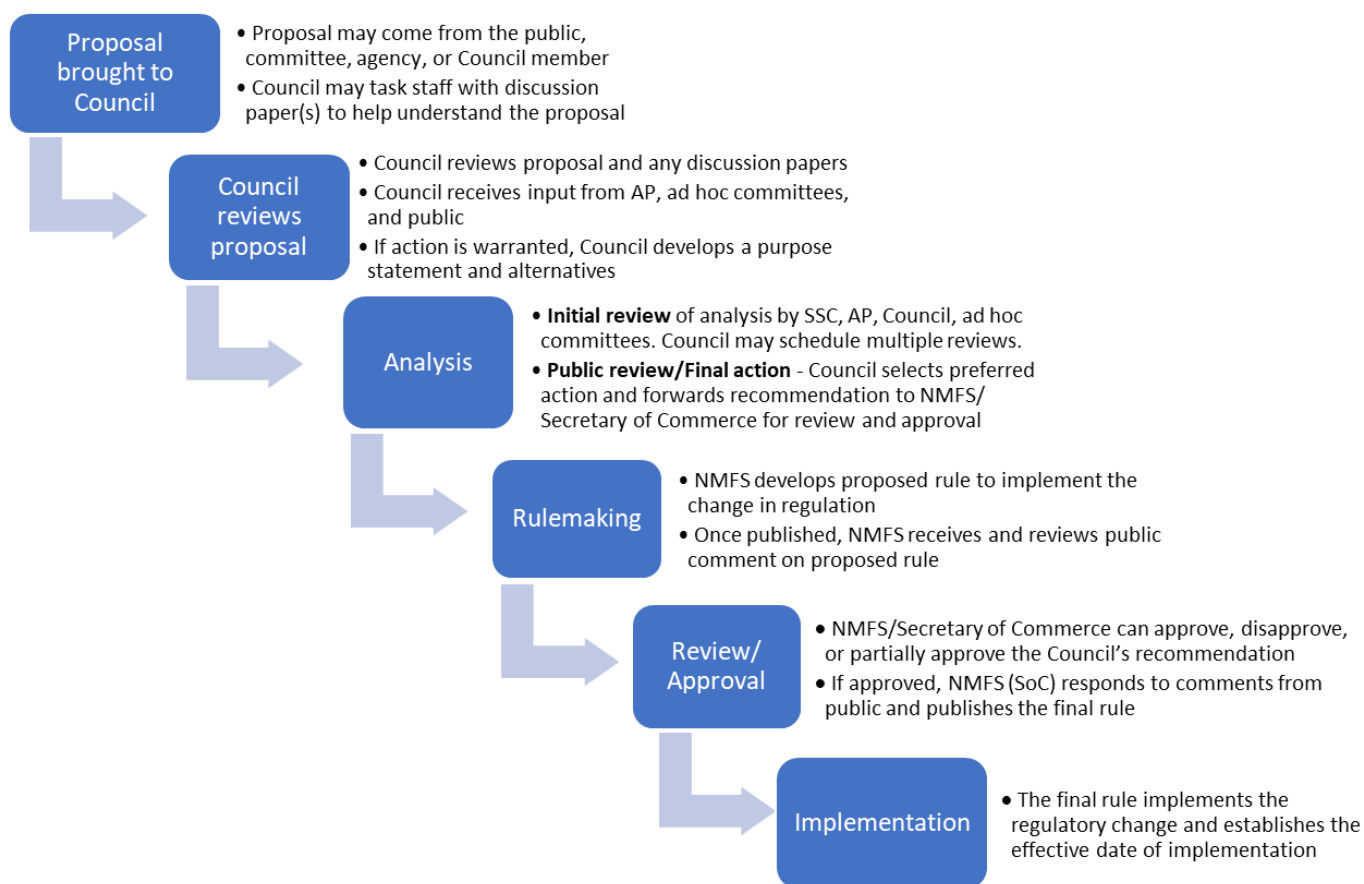 Proposal
brought to
Council
• Proposal may come from the public,
committee, agency, or Council member
• Council may task staff with discussion
paper(s) to help understand the proposal
Council
reviews
proposal
• Council reviews proposal and any discussion papers
• Council receives input from AP, ad hoc committees,
and public
• If action is warranted, Council develops a purpose
statement and alternatives
Analysis
• Initial review of analysis by SSC, AP, Council, ad hoc
committees. Council may schedule multiple reviews.
• Public review/Final action - Council selects preferred
action and forwards recommendation to NMFS/
Secretary of Commerce for review and approval
Rulemaking
• NMFS develops proposed rule to implement the
change in regulation
• Once published, NMFS receives and reviews public
comment on proposed rule
Review/
Approval
• NMFS/Secretary of Commerce can approve, disapprove,
or partially approve the Council’s recommendation
• If approved, NMFS (SoC) responds to comments from
public and publishes the final rule
Implementation
• The final rule implements the
regulatory change and establishes the
effective date of implementation